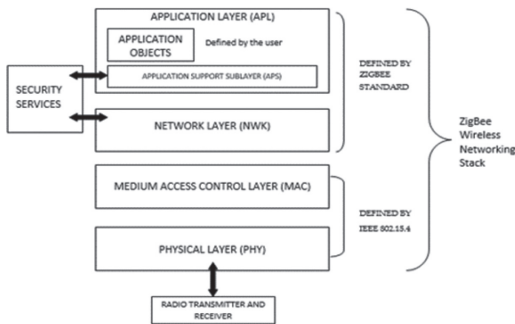 APPLICATION LAYER (APL)
APPLICATION
OBJECTS
Defined by the user
APPLICATION SUPPORT SUBLAYER (APS)
SECURITY
SERVICES
NETWORK LAYER (NWK)
DEFINED BY
ZIGBEE
STANDARD
MEDIUM ACCESS CONTROL LAYER (MAC)
PHYSICAL LAYER (PHY)
DEFINED BY
IEEE 802.15.4
ZigBee
Wireless
Networking
Stack
RADIO TRANSMITTER AND
RECEIVER